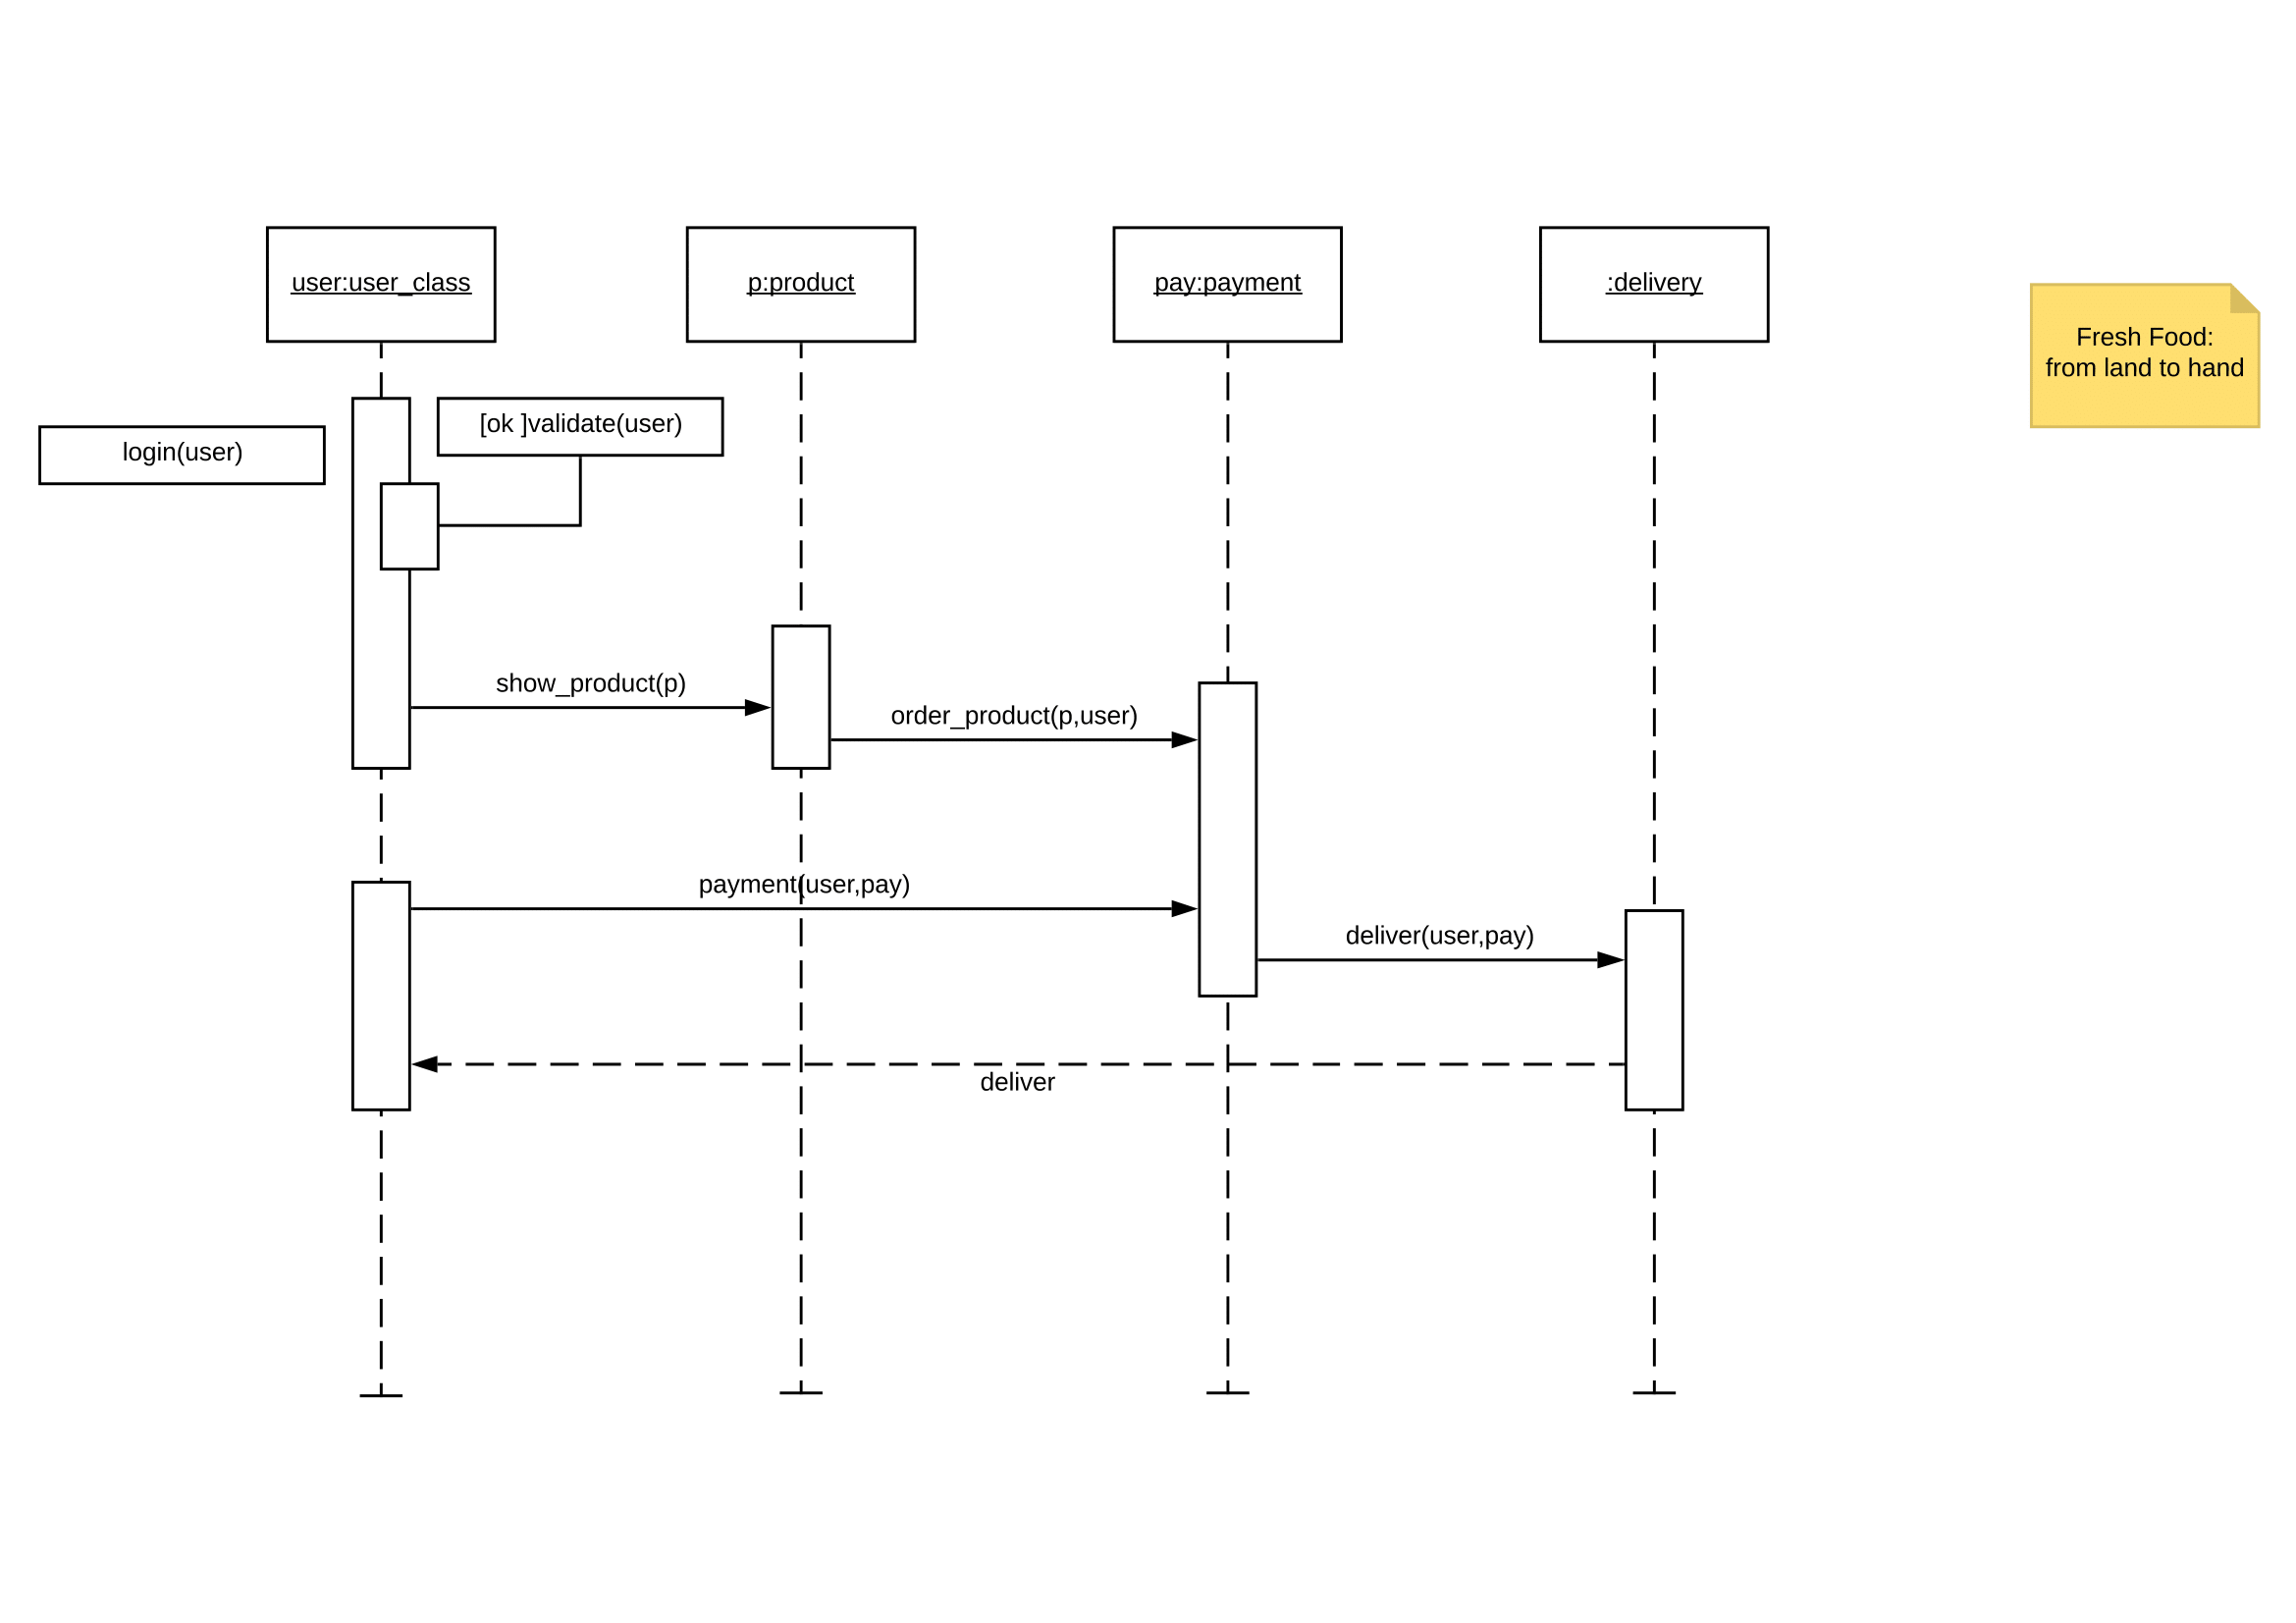 user:user_class
p:product
pay:payment
:delivery
Fresh Food:
from land to hand
[ok ]validate(user)
login(user)
show_product(p)
order_product(p,user)
payment(user,pay)
deliver(user,pay)
deliver